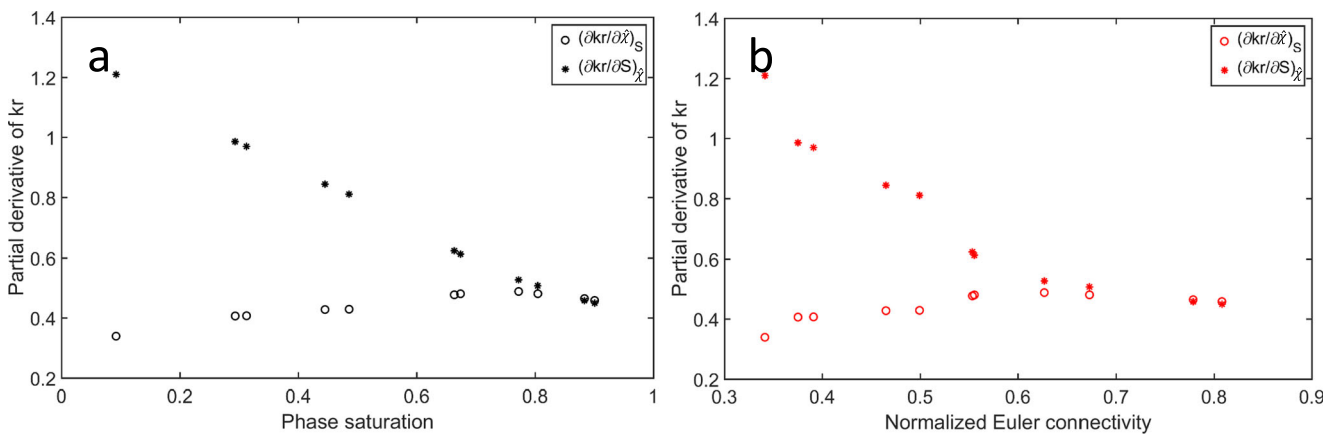 a
(∂kr/∂χ̂)S
(∂kr/∂S)χ̂
1.4
1.2
1
0.8
0.6
0.4
0.2
Partial derivative of kr
0 0.2 0.4 0.6 0.8 1
Phase saturation
b
(∂kr/∂χ̂)S
(∂kr/∂S)χ̂
1.4
1.2
1
0.8
0.6
0.4
0.2
Partial derivative of kr
0.3 0.4 0.5 0.6 0.7 0.8 0.9
Normalized Euler connectivity